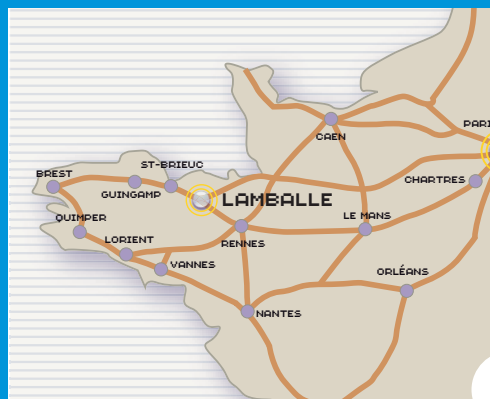 PARI
CAEN
ST-BRIEUC
BREST
CHARTRES
GUINGAMP
LAMBALLE
QUIMPER
LE MANS
LORIENT
RENNES
VANNES
ORLÉANS
NANTES